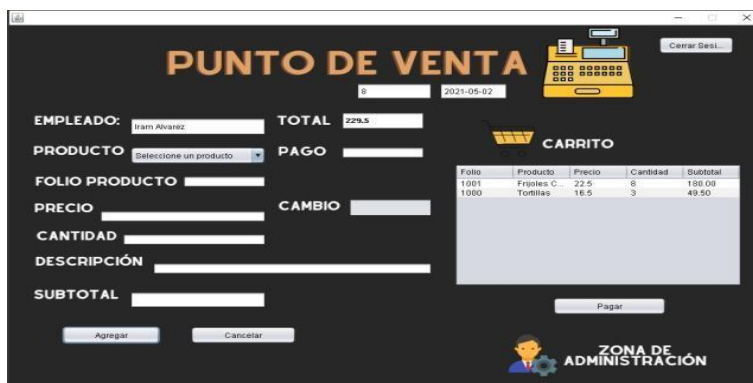 Cerrar Sesi...
PUNTO DE VENTA
8 2021-05-02
EMPLEADO: Iram Alvarez
TOTAL 229.5
PRODUCTO Seleccione un producto
PAGO
FOLIO PRODUCTO
PRECIO
CAMBIO
CANTIDAD
DESCRIPCIÓN
SUBTOTAL
Agregar Cancelar
CARRITO
Folio Producto Precio Cantidad Subtotal
1001 Frijoles C... 22.5 8 180.00
1000 Tortillas 16.5 3 49.50
Pagar
ZONA DE
ADMINISTRACIÓN